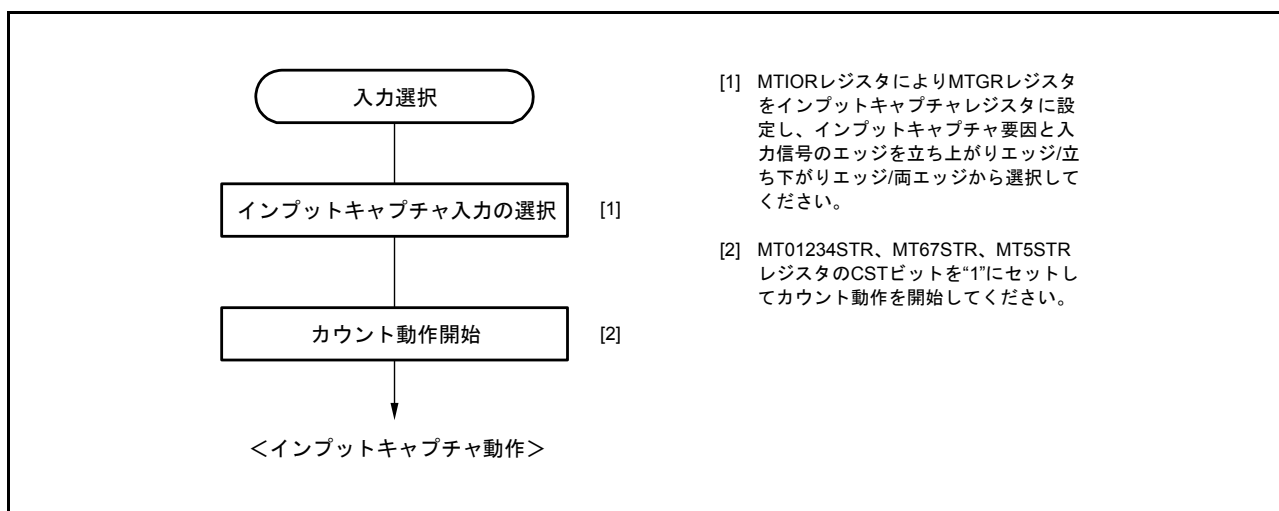 入力選択
インプットキャプチャ入力の選択 [1]
カウント動作開始 [2]
＜インプットキャプチャ動作＞
[1] MTIORレジスタによりMTGRレジスタ
をインプットキャプチャレジスタに設
定し、インプットキャプチャ要因と入
力信号のエッジを立ち上がりエッジ/立
ち下がりエッジ/両エッジから選択して
ください。
[2] MT01234STR、MT67STR、MT5STR
レジスタのCSTビットを“1”にセットし
てカウント動作を開始してください。